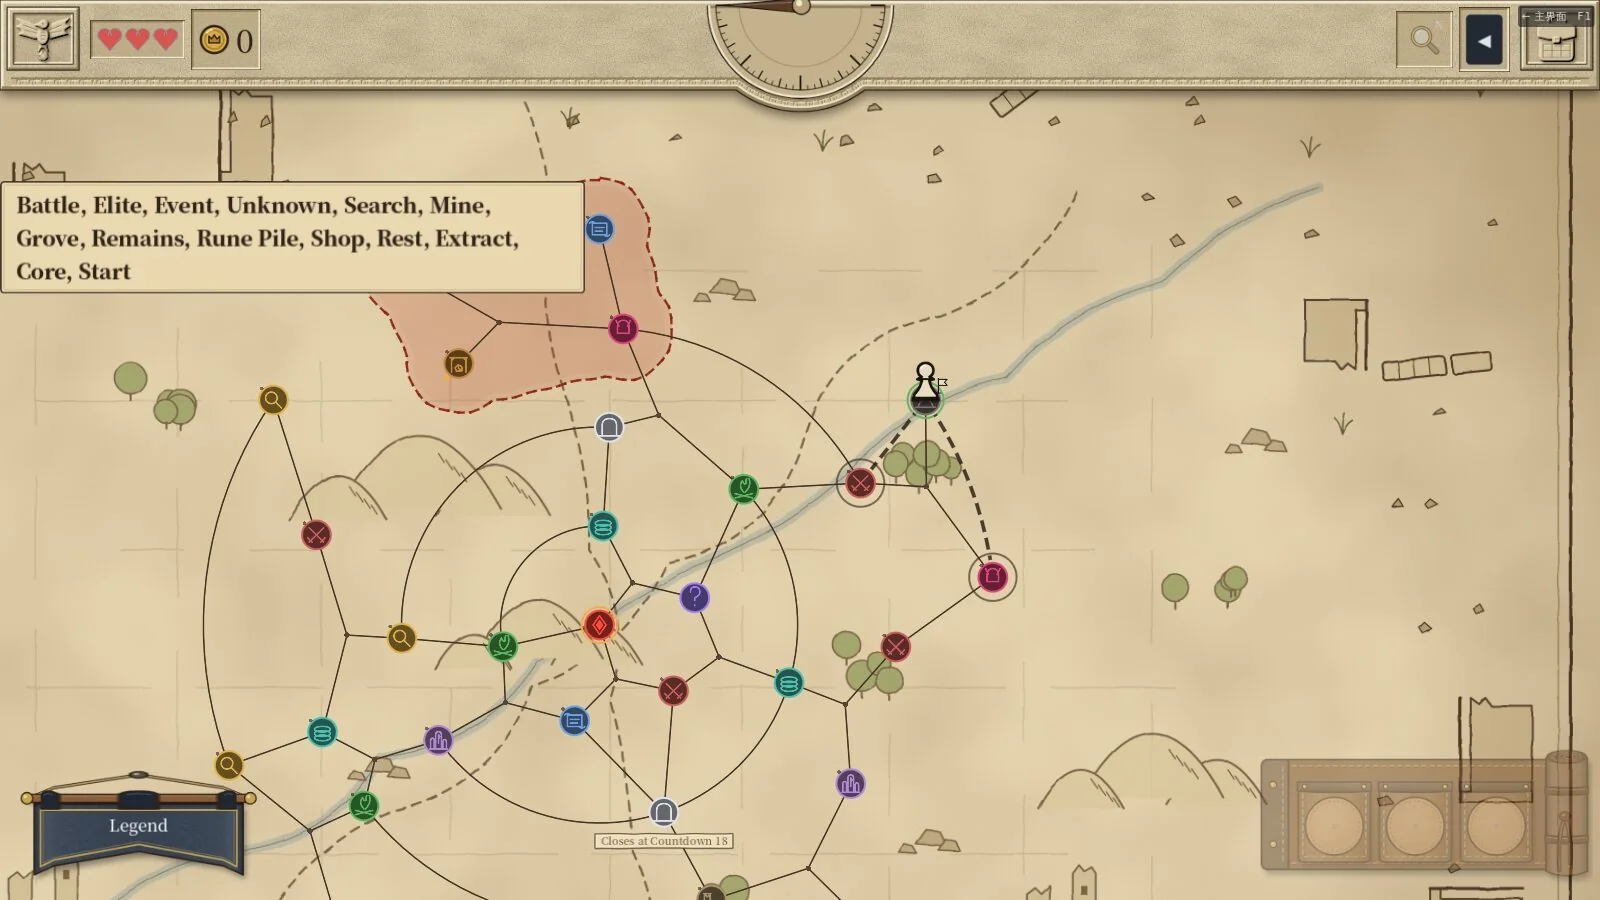 0
← 主界面 F1
Battle, Elite, Event, Unknown, Search, Mine,
Grove, Remains, Rune Pile, Shop, Rest, Extract,
Core, Start
Legend
Closes at Countdown 18